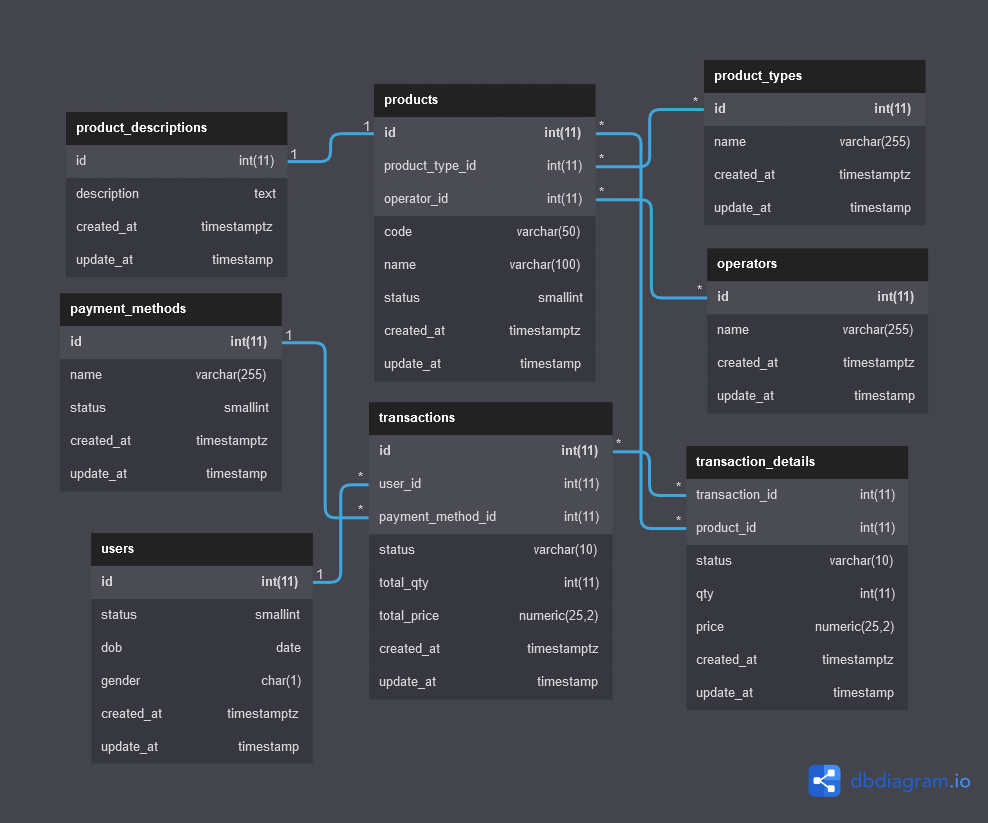 product_descriptions
id int(11)
description text
created_at timestamptz
update_at timestamp
payment_methods
id int(11)
name varchar(255)
status smallint
created_at timestamptz
update_at timestamp
users
id int(11)
status smallint
dob date
gender char(1)
created_at timestamptz
update_at timestamp
products
id int(11)
product_type_id int(11)
operator_id int(11)
code varchar(50)
name varchar(100)
status smallint
created_at timestamptz
update_at timestamp
transactions
id int(11)
user_id int(11)
payment_method_id int(11)
status varchar(10)
total_qty int(11)
total_price numeric(25,2)
created_at timestamptz
update_at timestamp
product_types
id int(11)
name varchar(255)
created_at timestamptz
update_at timestamp
operators
id int(11)
name varchar(255)
created_at timestamptz
update_at timestamp
transaction_details
transaction_id int(11)
product_id int(11)
status varchar(10)
qty int(11)
price numeric(25,2)
created_at timestamptz
update_at timestamp
1
1
1
1
*
*
*
*
*
*
*
*
*
*
dbdiagram.io